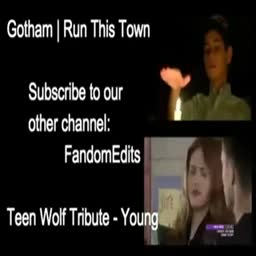 Gotham | Run This Town
Subscribe to our
other channel:
FandomEdits
Teen Wolf Tribute - Young